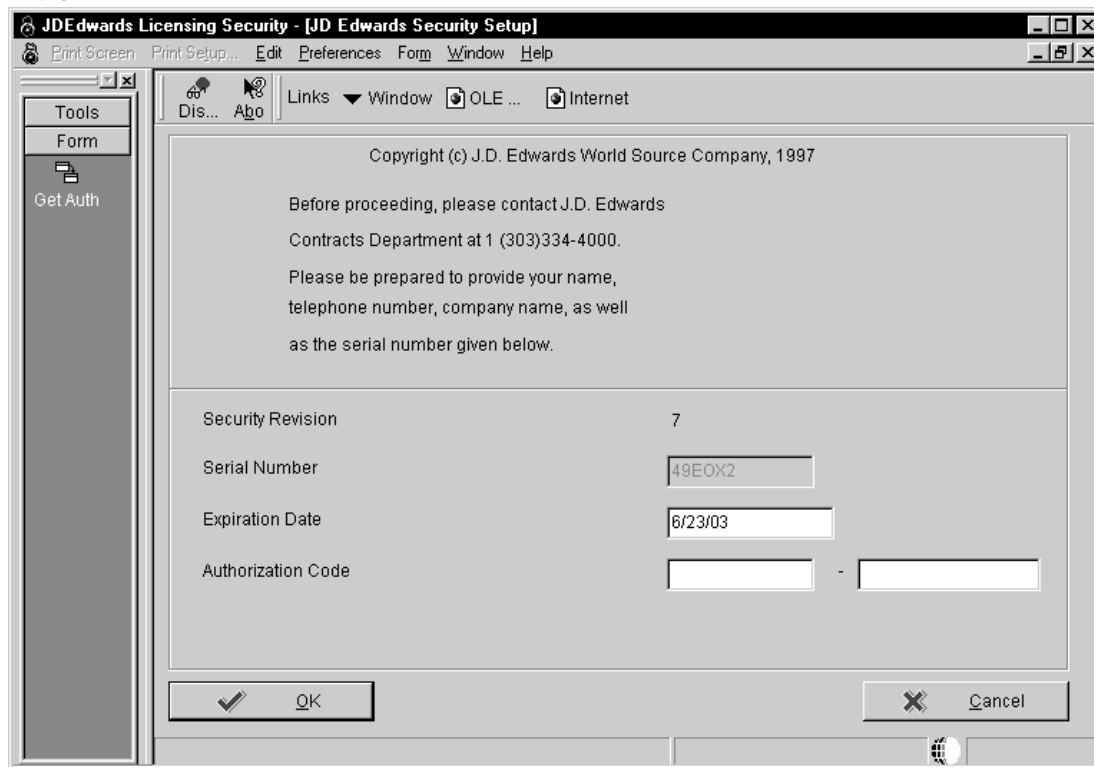 JDEdwards Licensing Security - [JD Edwards Security Setup]
Print Screen Print Setup... Edit Preferences Form Window Help
Tools
Form
Get Auth
Dis... Abo Links Window OLE ... Internet
Copyright (c) J.D. Edwards World Source Company, 1997
Before proceeding, please contact J.D. Edwards
Contracts Department at 1 (303)334-4000.
Please be prepared to provide your name,
telephone number, company name, as well
as the serial number given below.
Security Revision 7
Serial Number 49EOX2
Expiration Date 6/23/03
Authorization Code -
OK Cancel